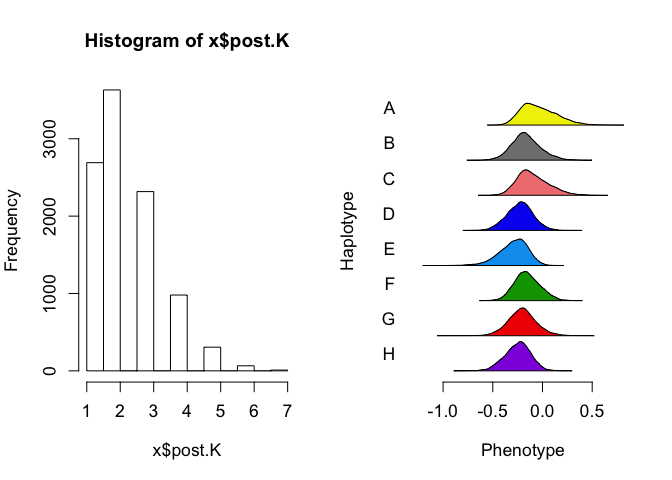 Histogram of x$post.K
Frequency
0
1000
2000
3000
1 2 3 4 5 6 7
x$post.K
Haplotype
A
B
C
D
E
F
G
H
-1.0 -0.5 0.0 0.5
Phenotype